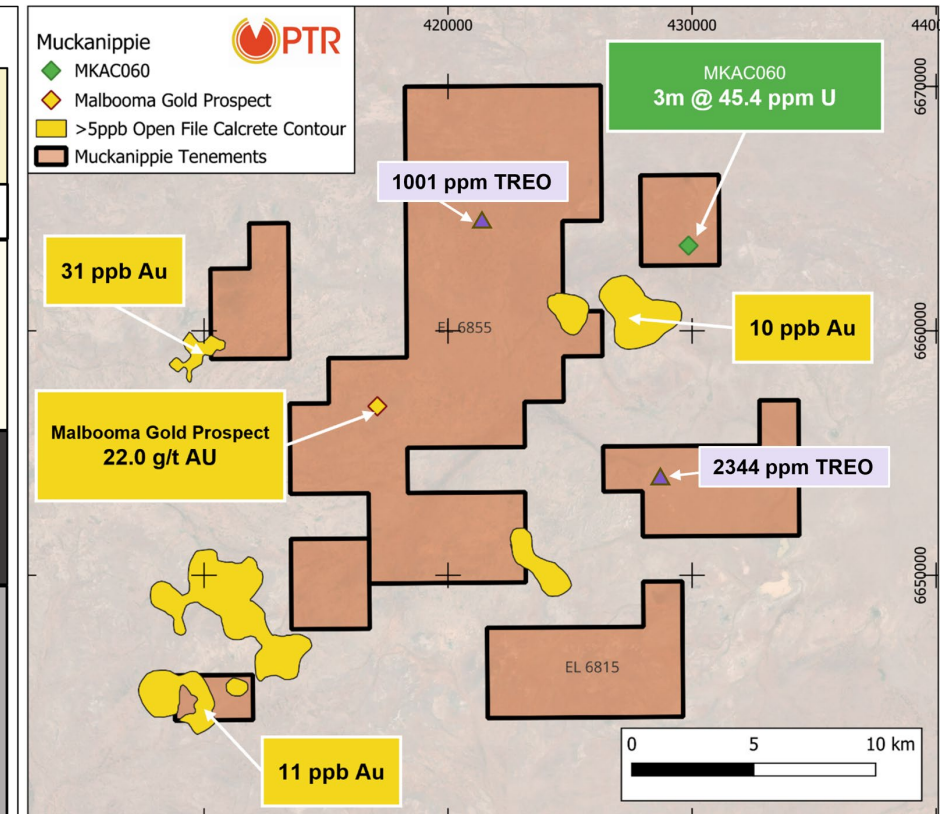 420000
430000
4400
Muckanippie
PTR
MKAC060
Malbooma Gold Prospect
>5ppb Open File Calcrete Contour
Muckanippie Tenements
MKAC060
3m @ 45.4 ppm U
6670000
1001 ppm TREO
31 ppb Au
EL 6855
10 ppb Au
6660000
Malbooma Gold Prospect
22.0 g/t AU
2344 ppm TREO
6650000
EL 6815
11 ppb Au
0 5 10 km